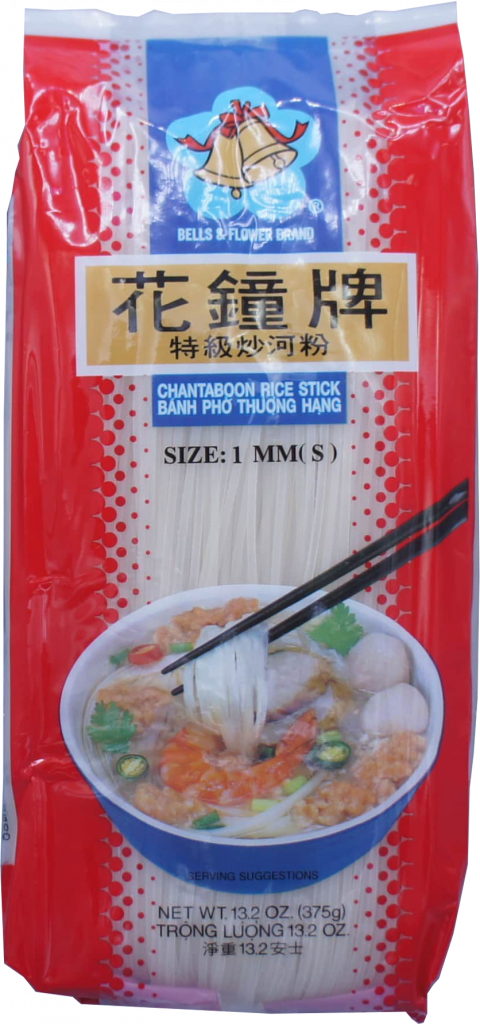 ®
BELLS & FLOWER BRAND
花鐘牌
特級炒河粉
CHANTABOON RICE STICK
BÁNH PHỞ THUỢNG HẠNG
SIZE: 1 MM( S )
SERVING SUGGESTIONS
NET WT. 13.2 OZ. (375g)
TRỌNG LƯỢNG 13.2 OZ.
淨重13.2安士